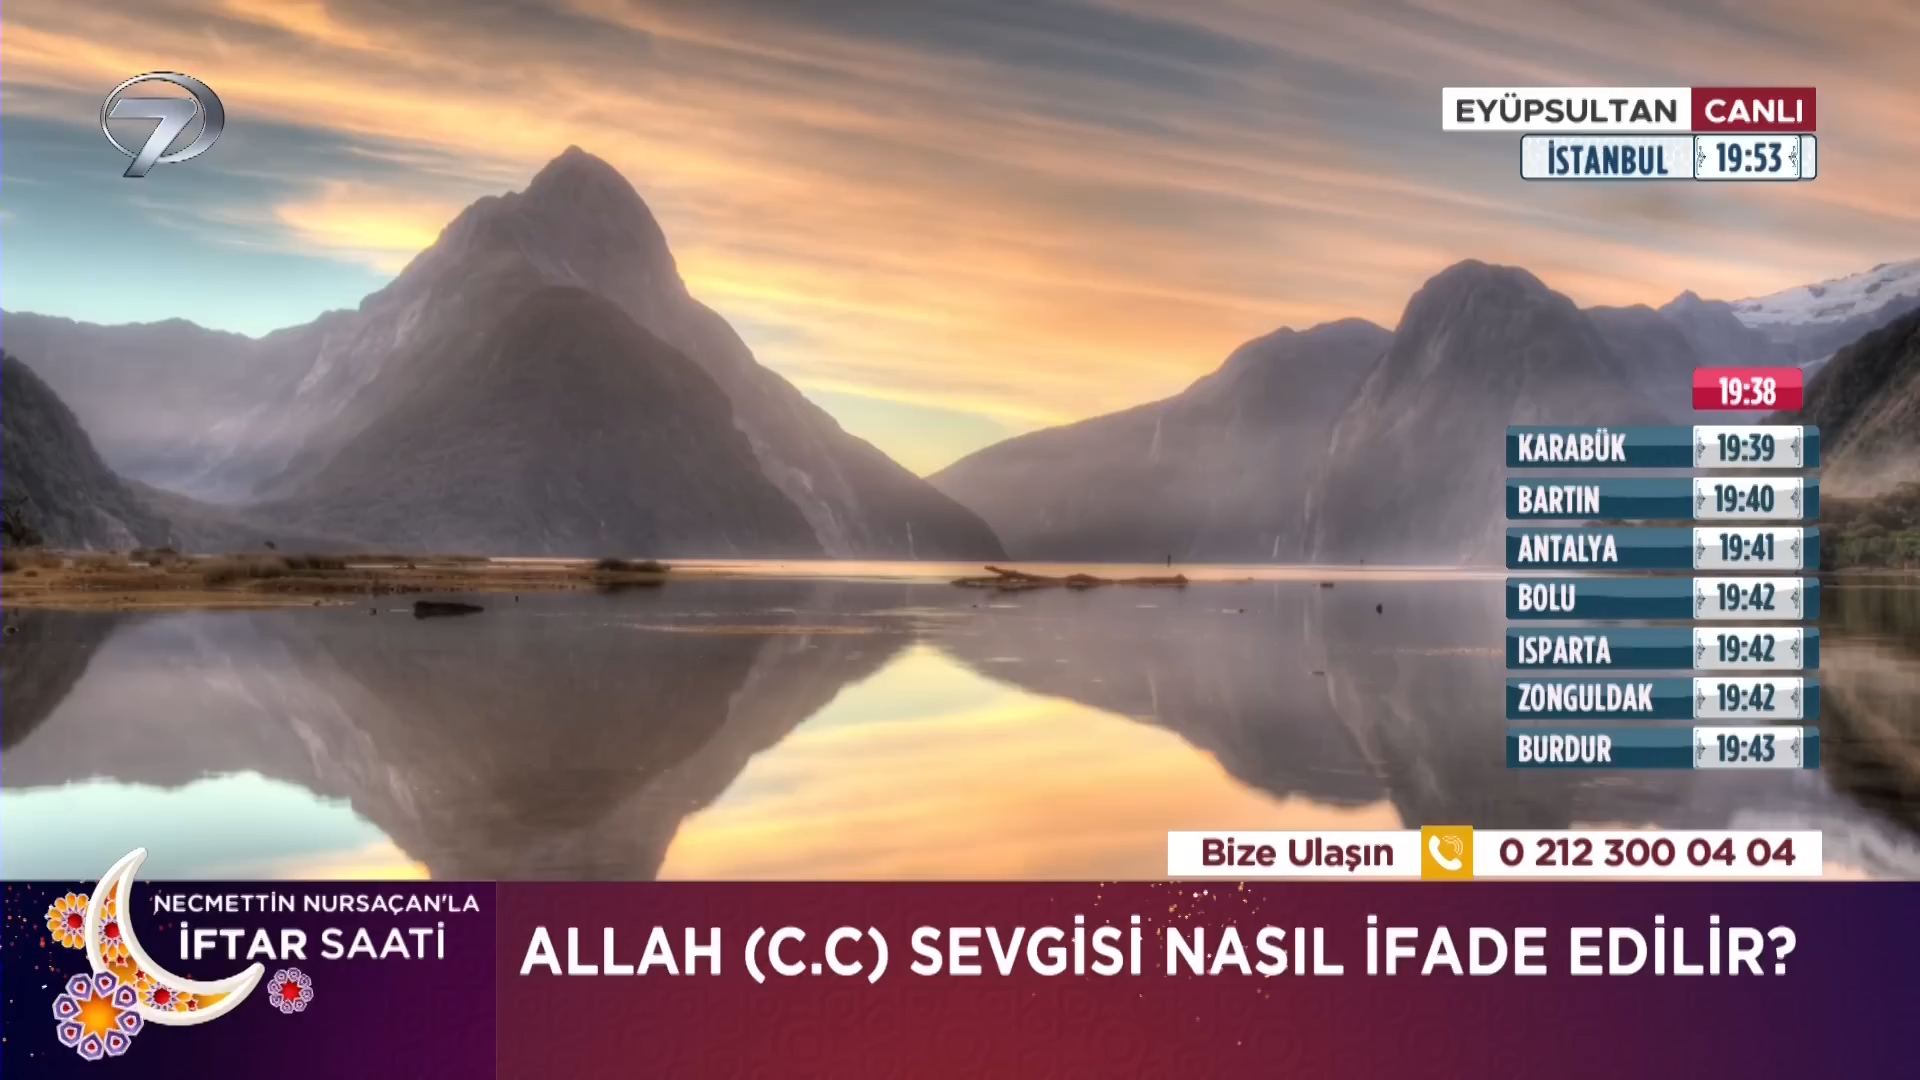 7
EYÜPSULTAN CANLI
İSTANBUL 19:53
19:38
KARABÜK 19:39
BARTIN 19:40
ANTALYA 19:41
BOLU 19:42
ISPARTA 19:42
ZONGULDAK 19:42
BURDUR 19:43
Bize Ulaşın 0 212 300 04 04
NECMETTİN NURSAÇAN'LA
İFTAR SAATİ
ALLAH (C.C) SEVGİSİ NASIL İFADE EDİLİR?